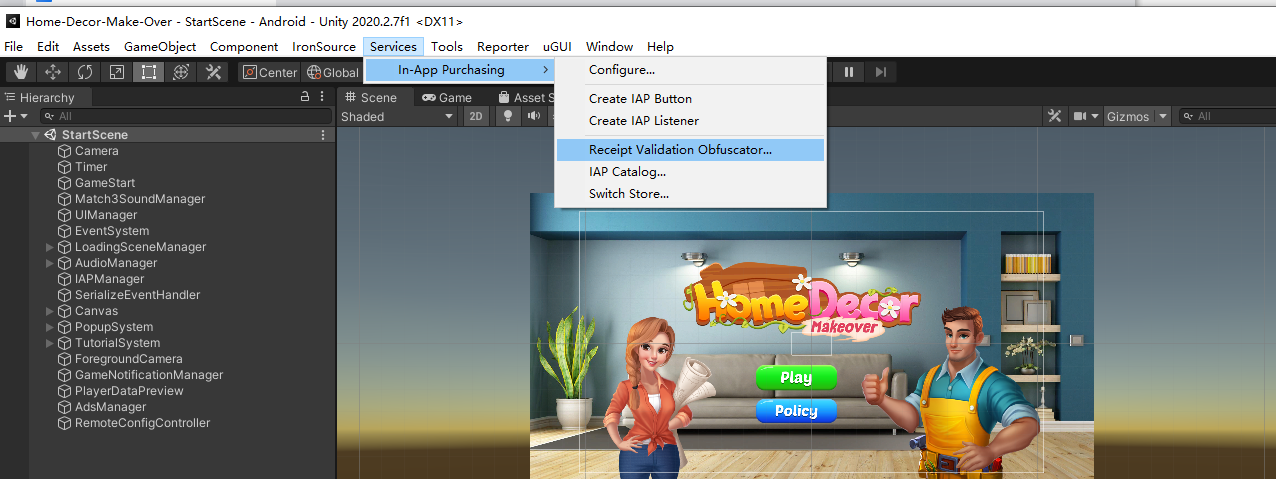 Home-Decor-Make-Over - StartScene - Android - Unity 2020.2.7f1 <DX11>
File Edit Assets GameObject Component IronSource Services Tools Reporter uGUI Window Help
Center Global
In-App Purchasing
Configure...
Create IAP Button
Create IAP Listener
Receipt Validation Obfuscator...
IAP Catalog...
Switch Store...
Hierarchy
All
StartScene
Camera
Timer
GameStart
Match3SoundManager
UIManager
EventSystem
LoadingSceneManager
AudioManager
IAPManager
SerializeEventHandler
Canvas
PopupSystem
TutorialSystem
ForegroundCamera
GameNotificationManager
PlayerDataPreview
AdsManager
RemoteConfigController
Scene Game Asset S
Shaded 2D Gizmos All
Home Decor
Makeover
Play
Policy